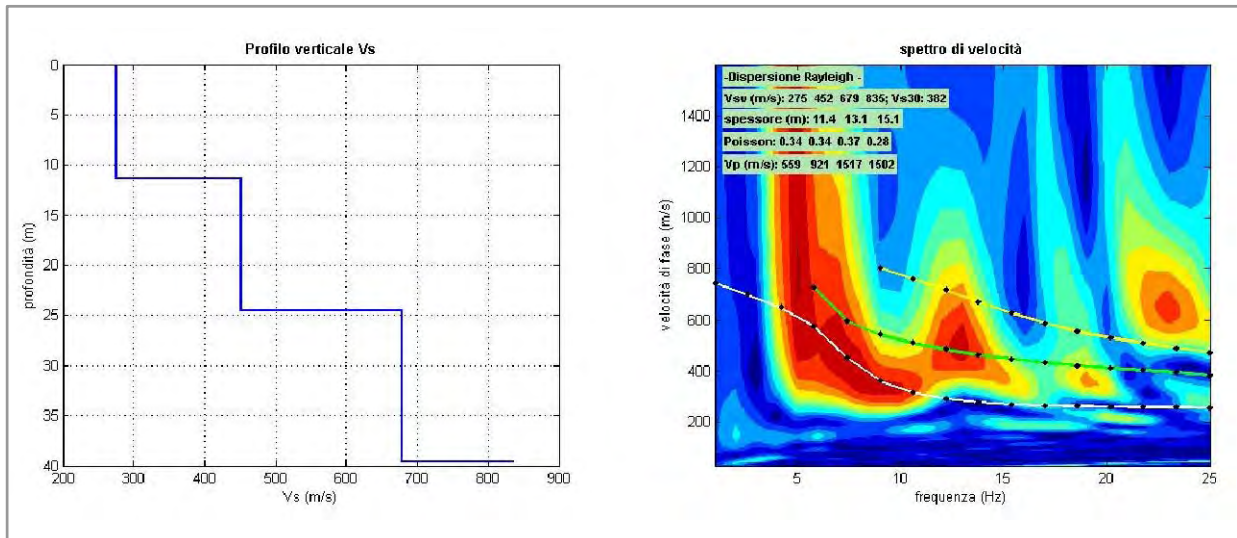 Profilo verticale Vs
0
5
10
15
20
25
30
35
40
200
300
400
500
600
700
800
900
profondità (m)
Vs (m/s)
spettro di velocità
-Dispersione Rayleigh -
Vsv (m/s): 275 452 679 835; Vs30: 382
spessore (m): 11.4 13.1 15.1
Poisson: 0.34 0.34 0.37 0.28
Vp (m/s): 559 921 1517 1502
1400
1200
1000
800
600
400
200
5
10
15
20
25
velocità di fase (m/s)
frequenza (Hz)